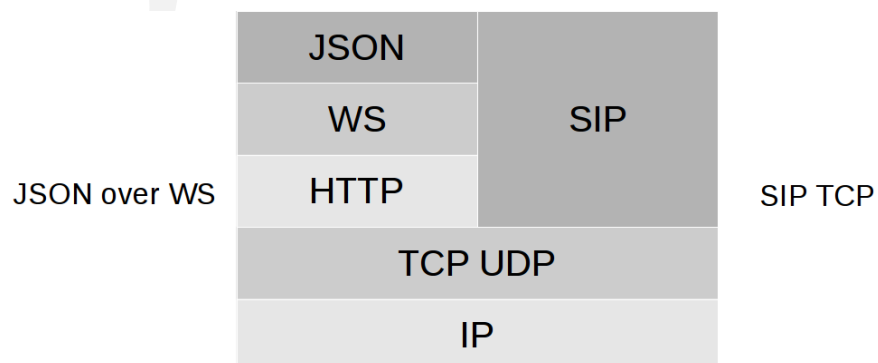 JSON
WS
SIP
HTTP
JSON over WS
SIP TCP
TCP UDP
IP